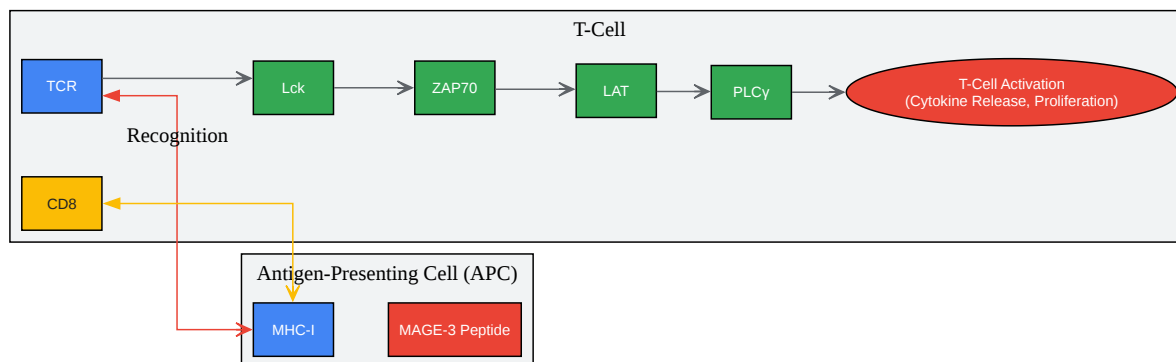 T-Cell
TCR
Lck
ZAP70
LAT
PLCγ
T-Cell Activation
(Cytokine Release, Proliferation)
Recognition
CD8
Antigen-Presenting Cell (APC)
MHC-I
MAGE-3 Peptide